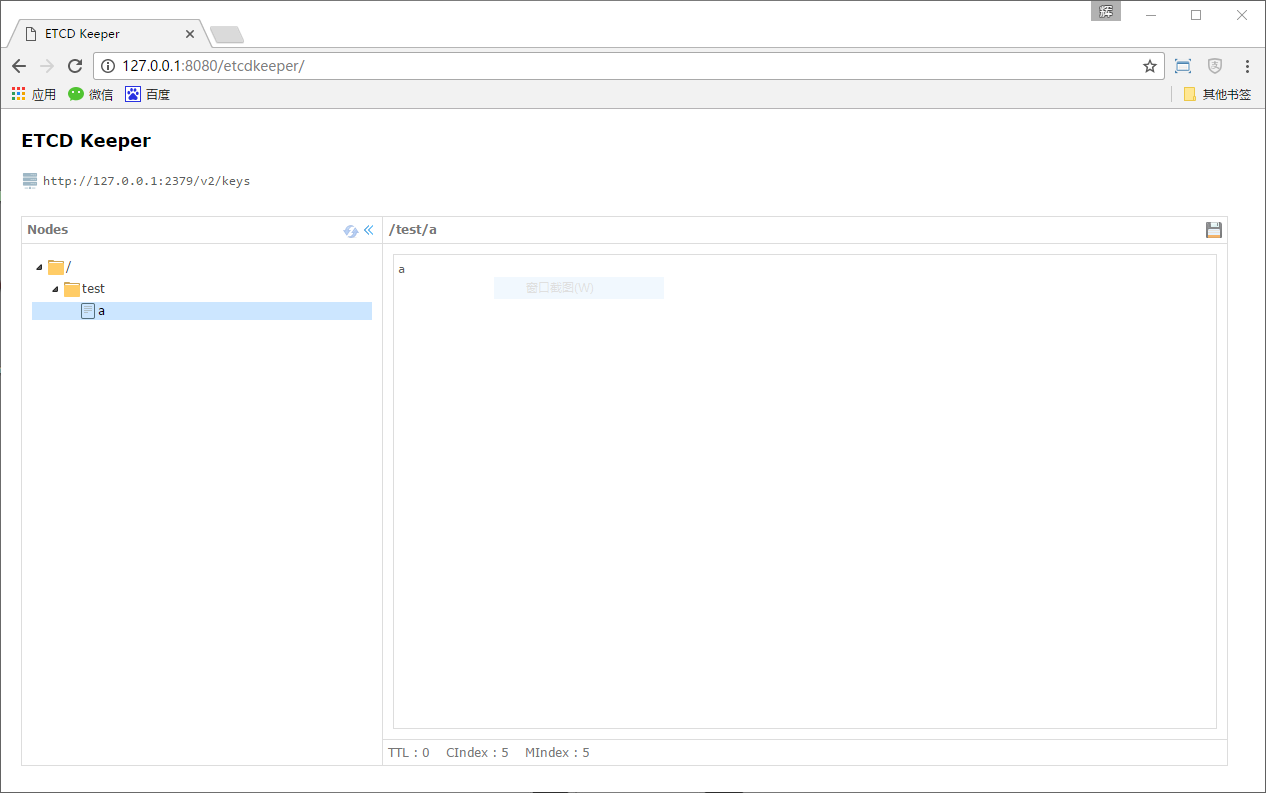 辉
ETCD Keeper
127.0.0.1:8080/etcdkeeper/
应用 微信 百度 其他书签
ETCD Keeper
http://127.0.0.1:2379/v2/keys
Nodes
/
test
a
/test/a
a
窗口截图(W)
TTL : 0 CIndex : 5 MIndex : 5